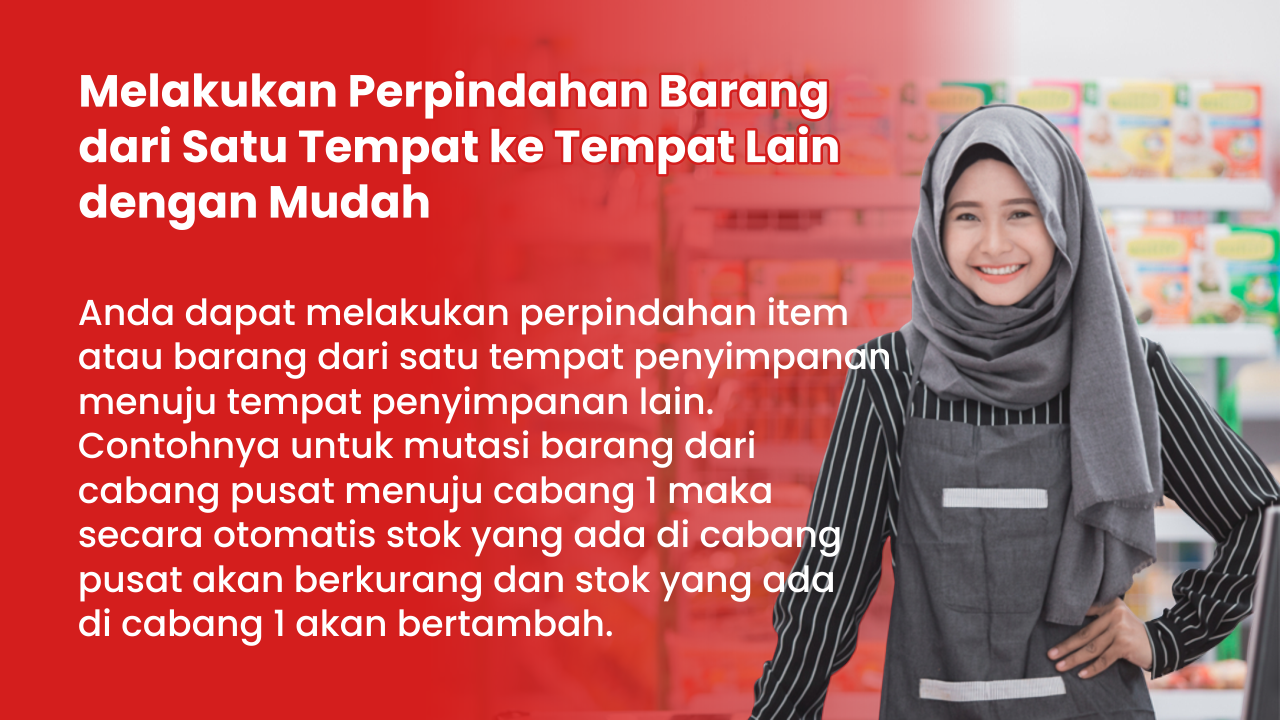 Melakukan Perpindahan Barang
dari Satu Tempat ke Tempat Lain
dengan Mudah
Anda dapat melakukan perpindahan item
atau barang dari satu tempat penyimpanan
menuju tempat penyimpanan lain.
Contohnya untuk mutasi barang dari
cabang pusat menuju cabang 1 maka
secara otomatis stok yang ada di cabang
pusat akan berkurang dan stok yang ada
di cabang 1 akan bertambah.